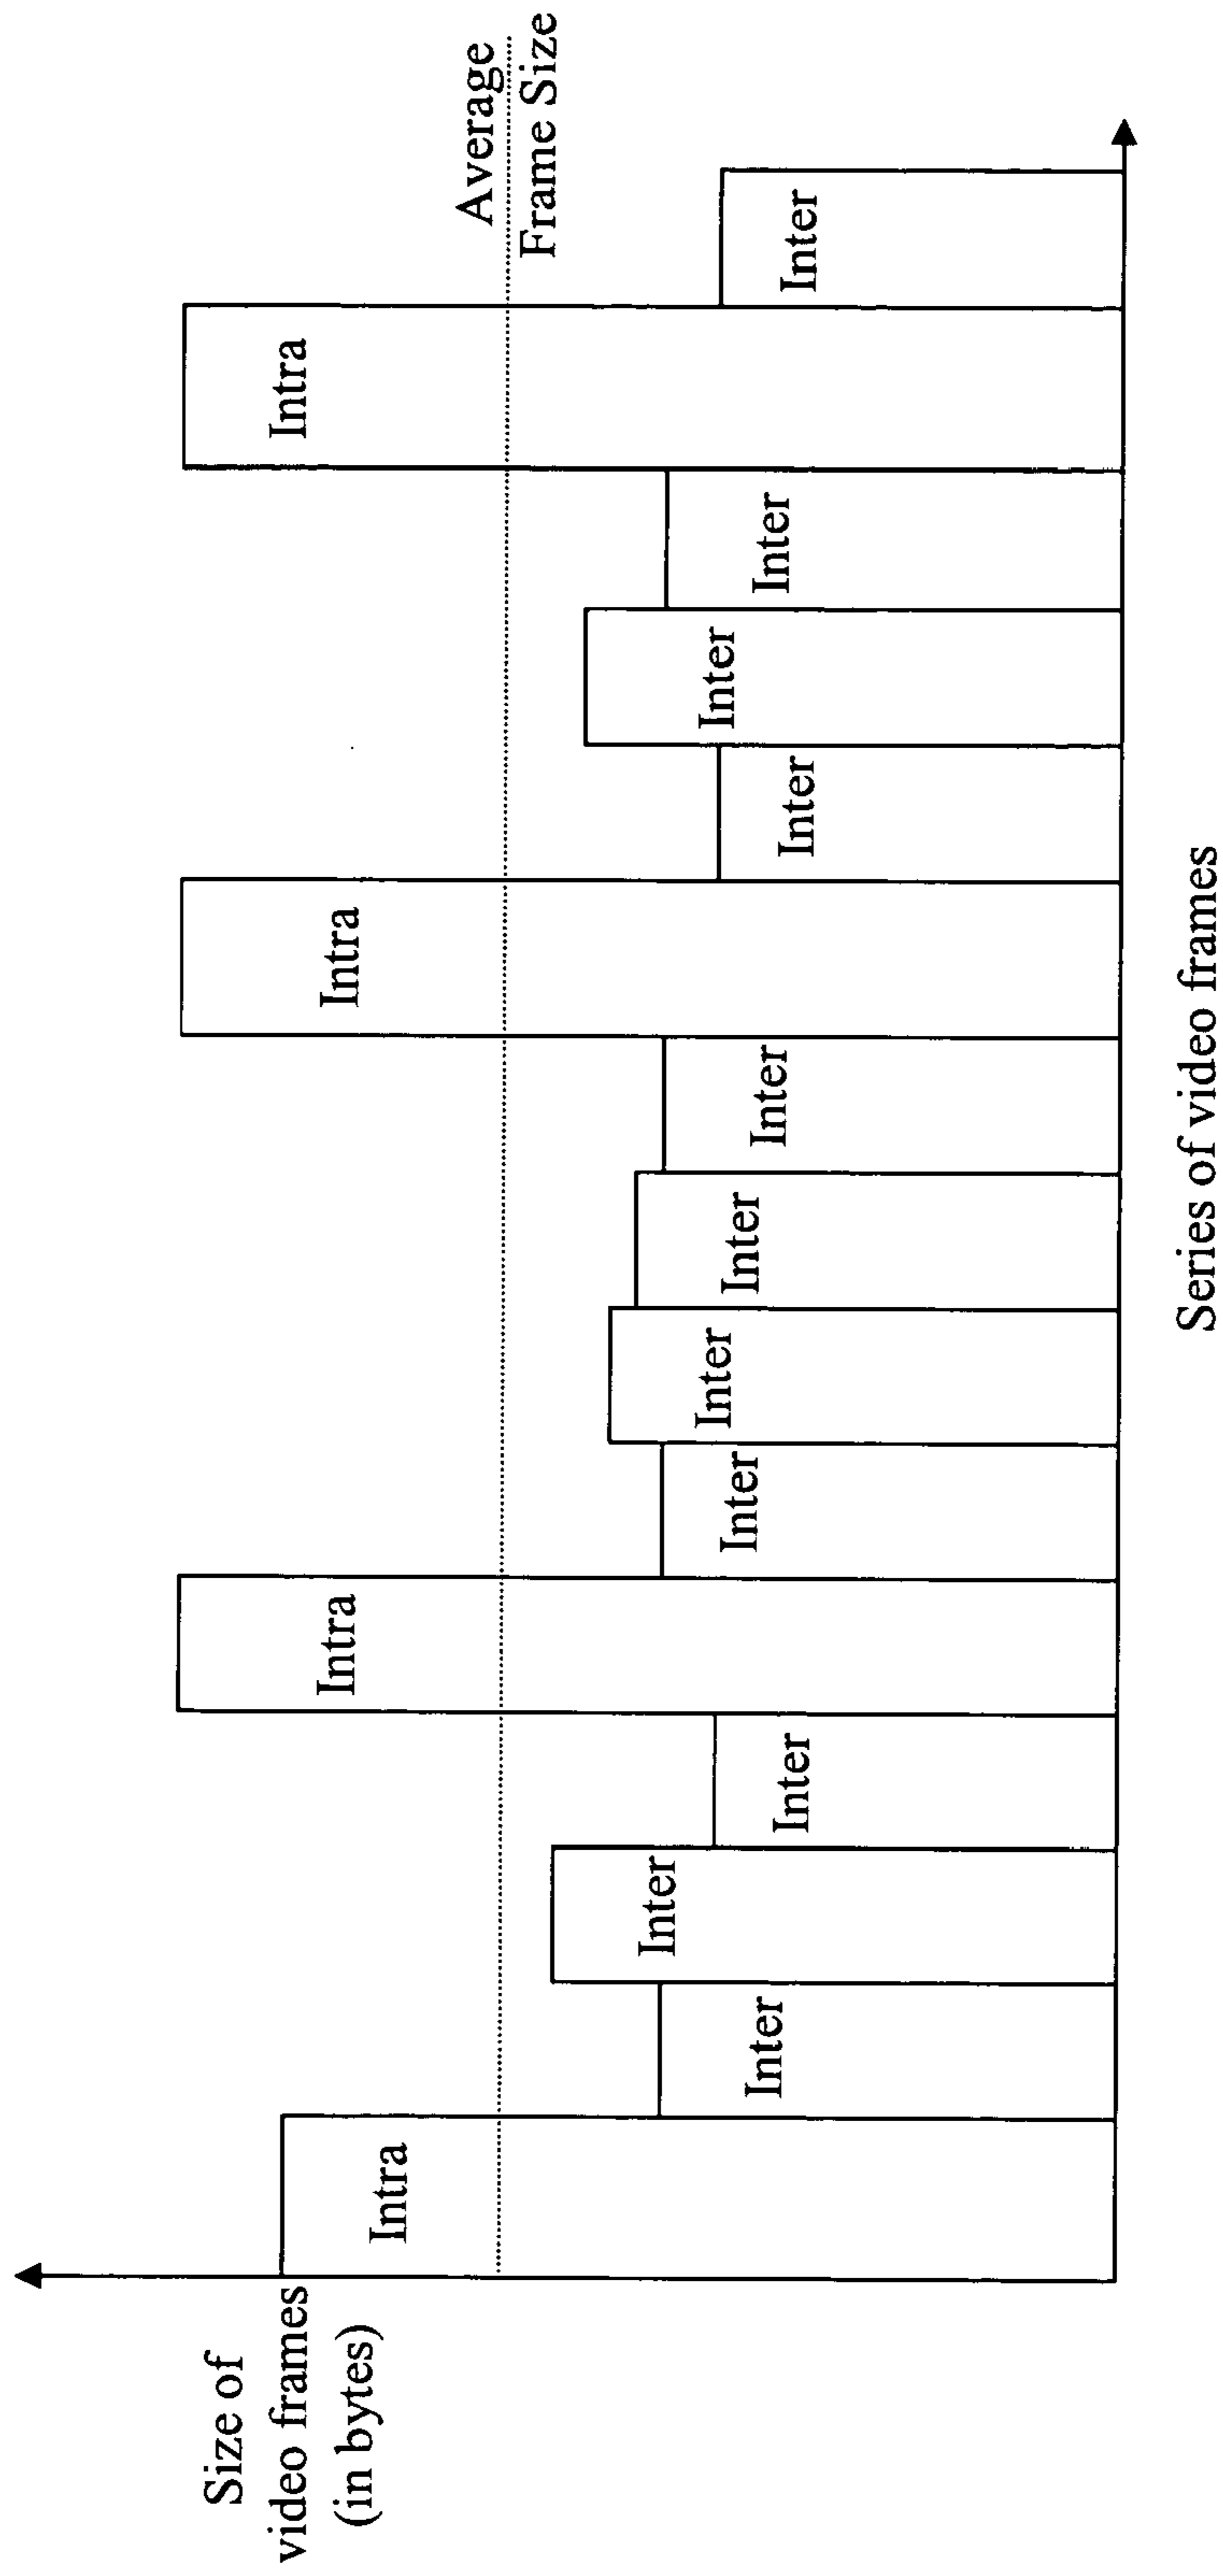 Size of
video frames
(in bytes)
Intra
Inter
Inter
Inter
Intra
Inter
Inter
Inter
Inter
Intra
Inter
Inter
Inter
Intra
Inter
Average
Frame Size
Series of video frames